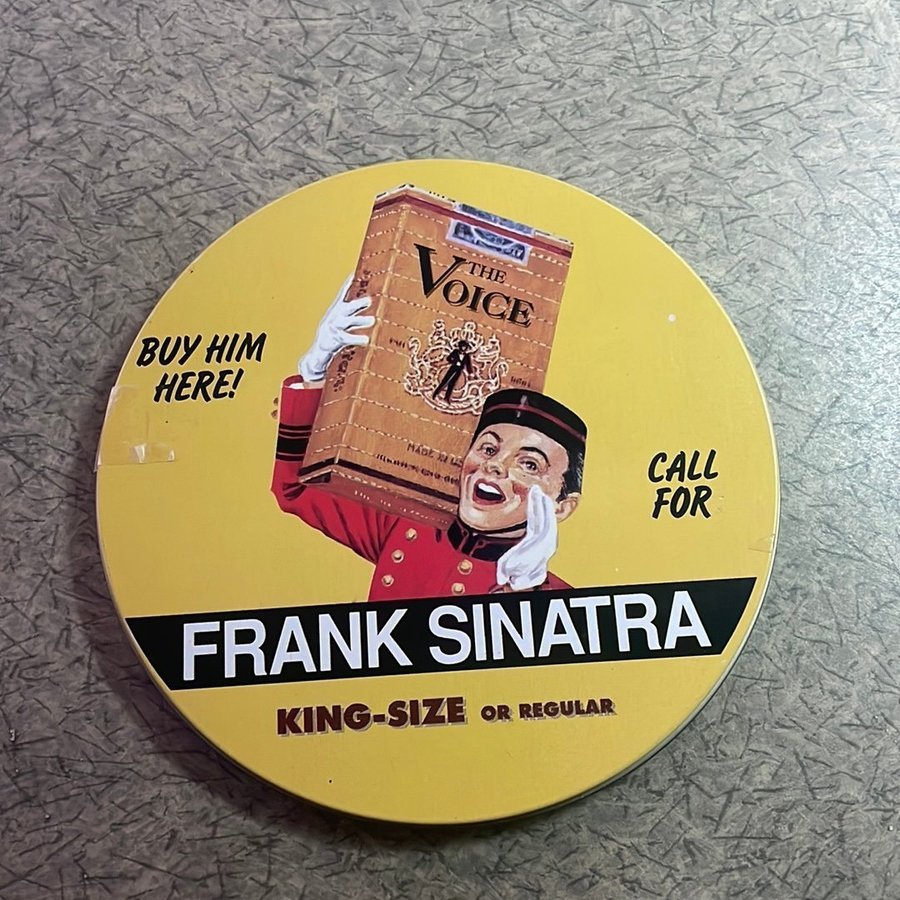 THE
VOICE
BUY HIM
HERE!
CALL
FOR
FRANK SINATRA
KING-SIZE OR REGULAR